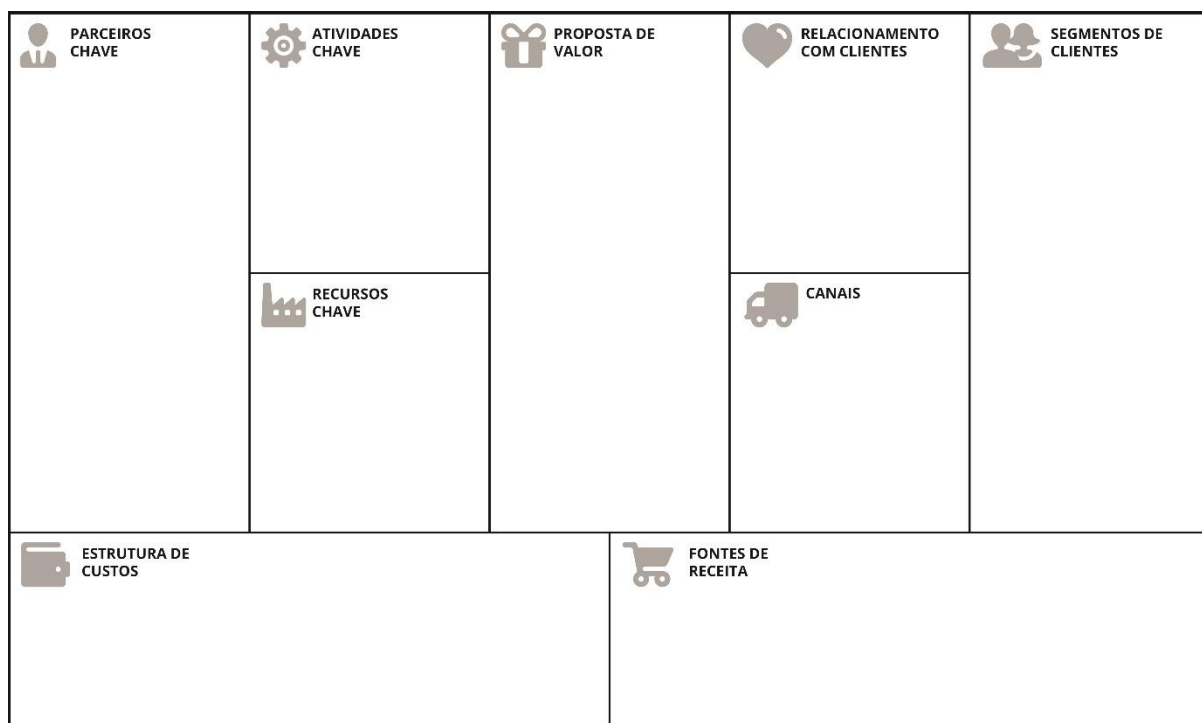 PARCEIROS
CHAVE
ATIVIDADES
CHAVE
PROPOSTA DE
VALOR
RELACIONAMENTO
COM CLIENTES
SEGMENTOS DE
CLIENTES
RECURSOS
CHAVE
CANAIS
ESTRUTURA DE
CUSTOS
FONTES DE
RECEITA